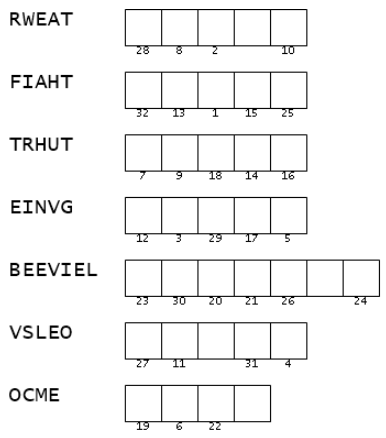 RWEAT
28 8 2 10
FIAHT
32 13 1 15 25
TRHUT
7 9 18 14 16
EINVG
12 3 29 17 5
BEEVIEL
23 30 20 21 26 24
VSLEO
27 11 31 4
OCME
19 6 22